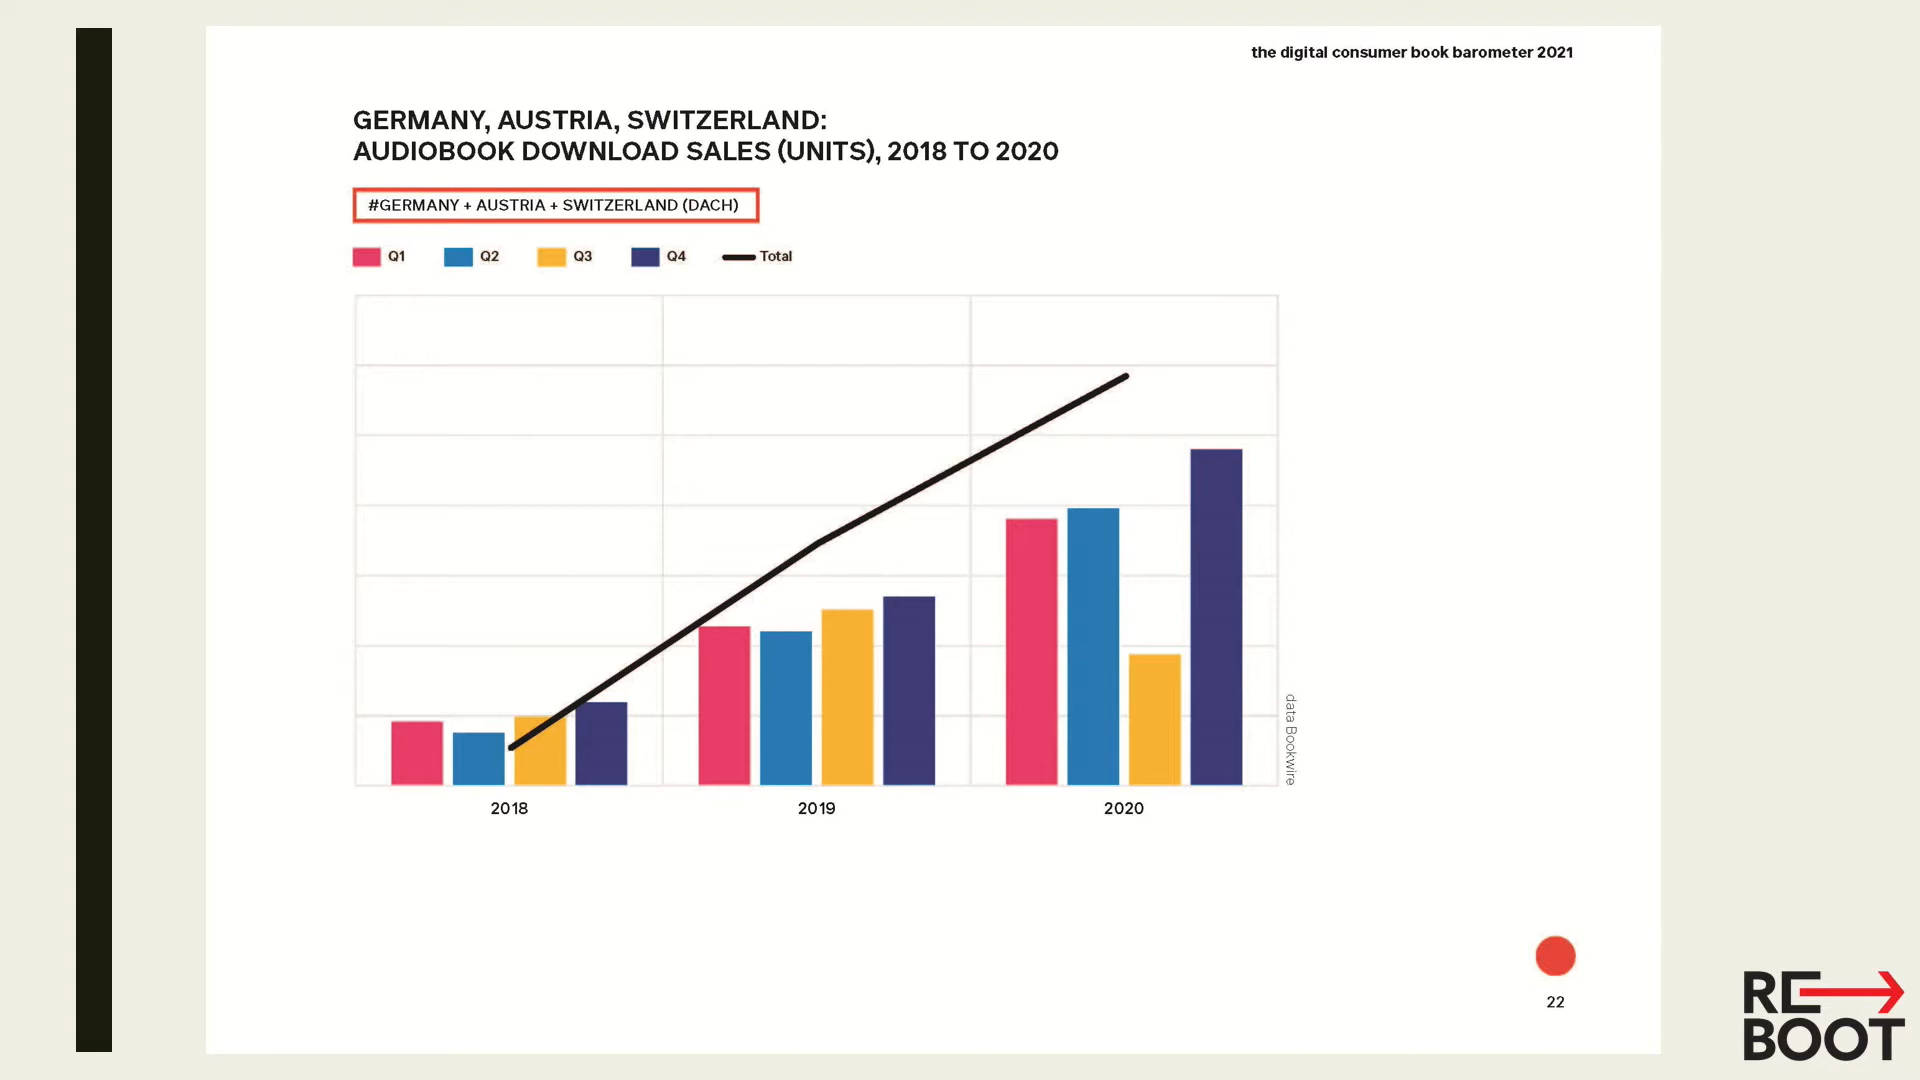 the digital consumer book barometer 2021
GERMANY, AUSTRIA, SWITZERLAND:
AUDIOBOOK DOWNLOAD SALES (UNITS), 2018 TO 2020
#GERMANY + AUSTRIA + SWITZERLAND (DACH)
Q1 Q2 Q3 Q4 Total
data Bookwire
2018 2019 2020
22
RE
BOOT